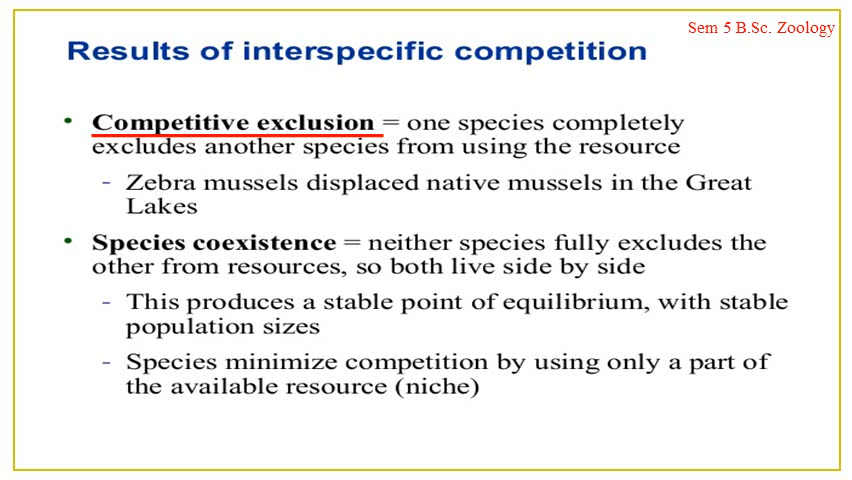 Sem 5 B.Sc. Zoology
Results of interspecific competition
• Competitive exclusion = one species completely
excludes another species from using the resource
- Zebra mussels displaced native mussels in the Great
Lakes
• Species coexistence = neither species fully excludes the
other from resources, so both live side by side
- This produces a stable point of equilibrium, with stable
population sizes
- Species minimize competition by using only a part of
the available resource (niche)